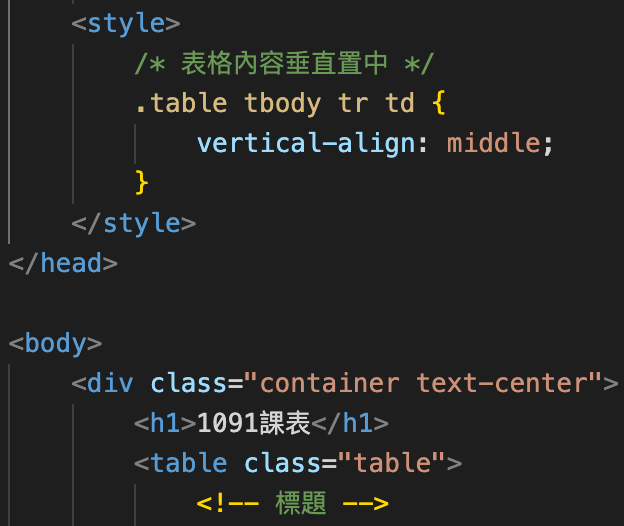 <style>
/* 表格內容垂直置中 */
.table tbody tr td {
vertical-align: middle;
}
</style>
</head>
<body>
<div class="container text-center">
<h1>1091課表</h1>
<table class="table">
<!-- 標題 -->